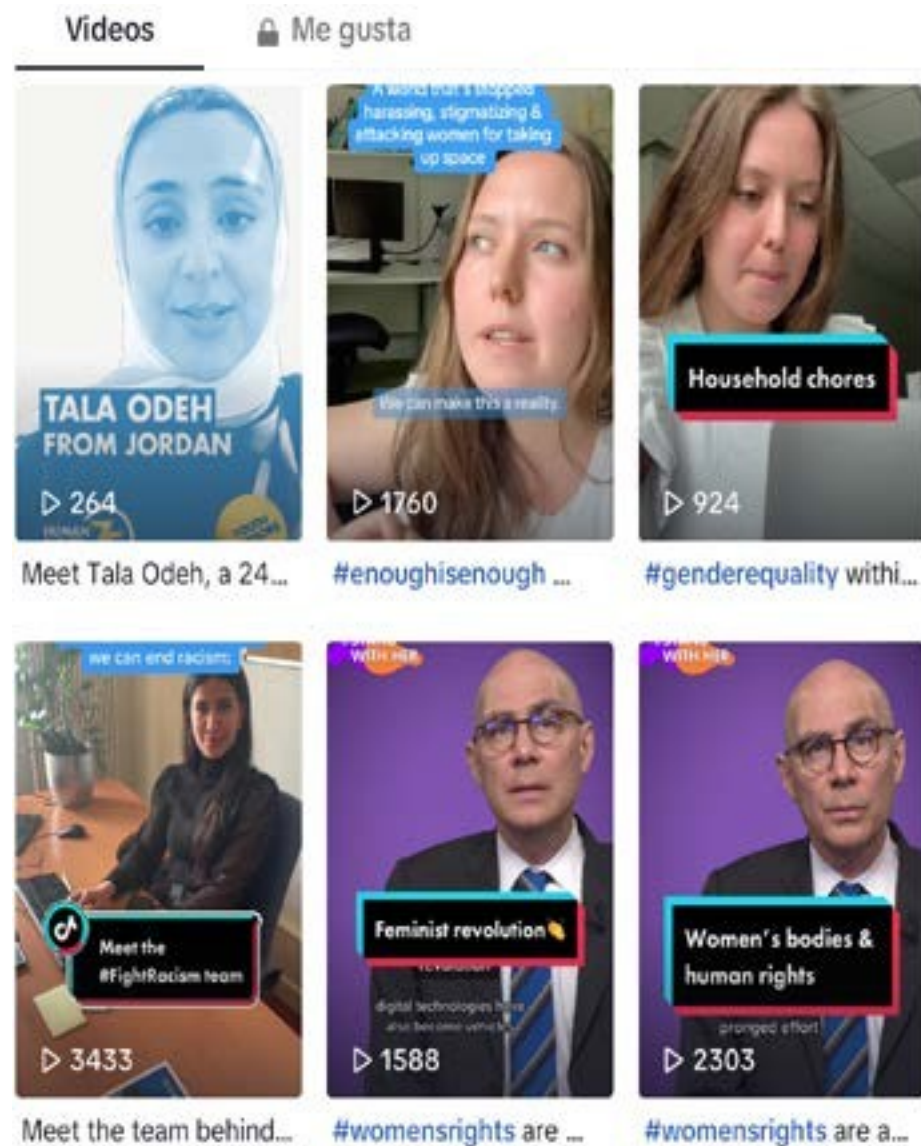 Videos
Me gusta
TALA ODEH
FROM JORDAN
264
HUMAN
Meet Tala Odeh, a 24...
A world that's stopped
harassing, stigmatizing &
attacking women for taking
up space
We can make this a reality.
1760
#enoughisenough ...
Household chores
924
#genderequality withi...
we can end racism:
Meet the
#FightRacism team
3433
Meet the team behind...
WITH HER
Feminist revolution👏
revolution
digital technologies have
also become vehicles
1588
#womensrights are ...
WITH HER
Women's bodies &
human rights
pronged effort
2303
#womensrights are a...